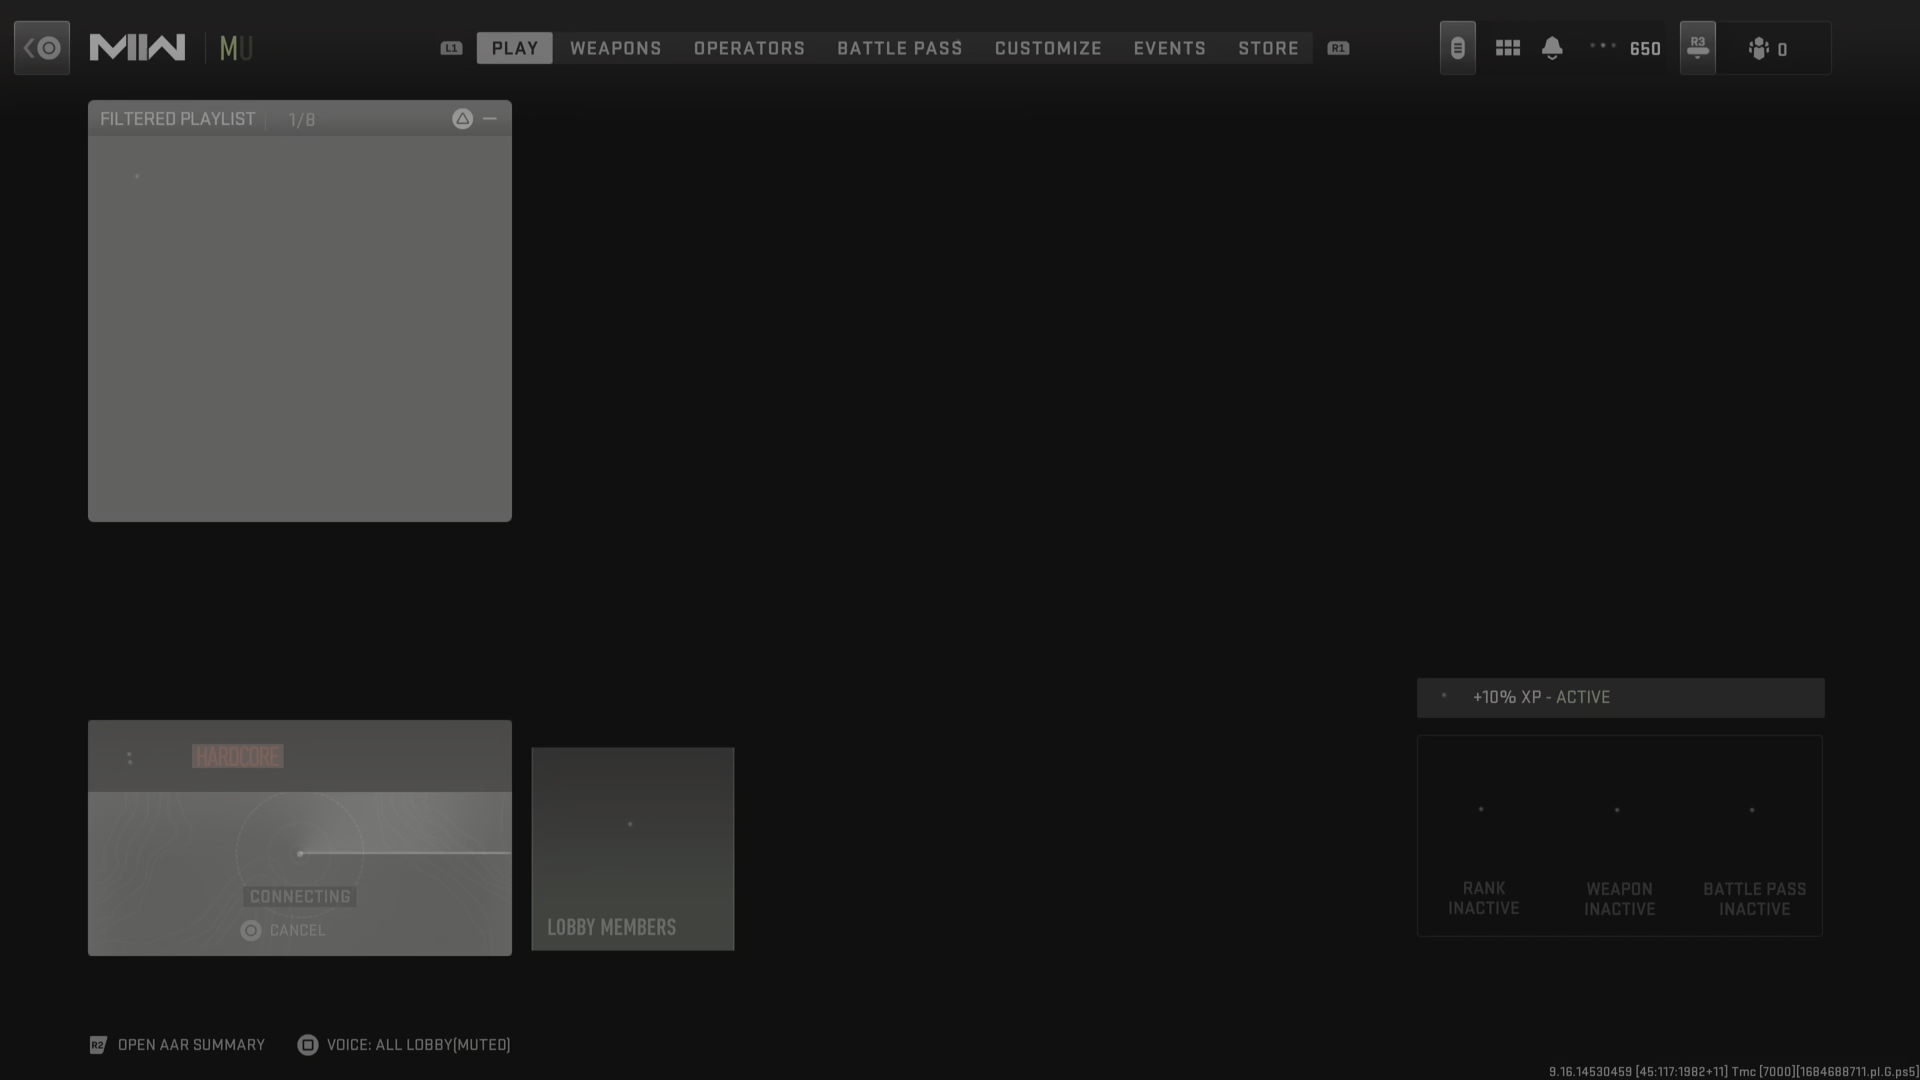 MW MU
L1 PLAY WEAPONS OPERATORS BATTLE PASS CUSTOMIZE EVENTS STORE R1
650 R3 0
FILTERED PLAYLIST 1/8
+10% XP - ACTIVE
HARDCORE
CONNECTING
CANCEL
LOBBY MEMBERS
RANK
INACTIVE
WEAPON
INACTIVE
BATTLE PASS
INACTIVE
R2 OPEN AAR SUMMARY VOICE: ALL LOBBY(MUTED)
9.16.14530459 [45:117:1982+11] Tmc [7000][1684688711.pl.G.ps5]